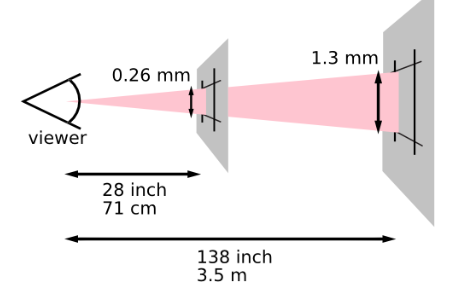 1.3 mm
0.26 mm
viewer
28 inch
71 cm
138 inch
3.5 m